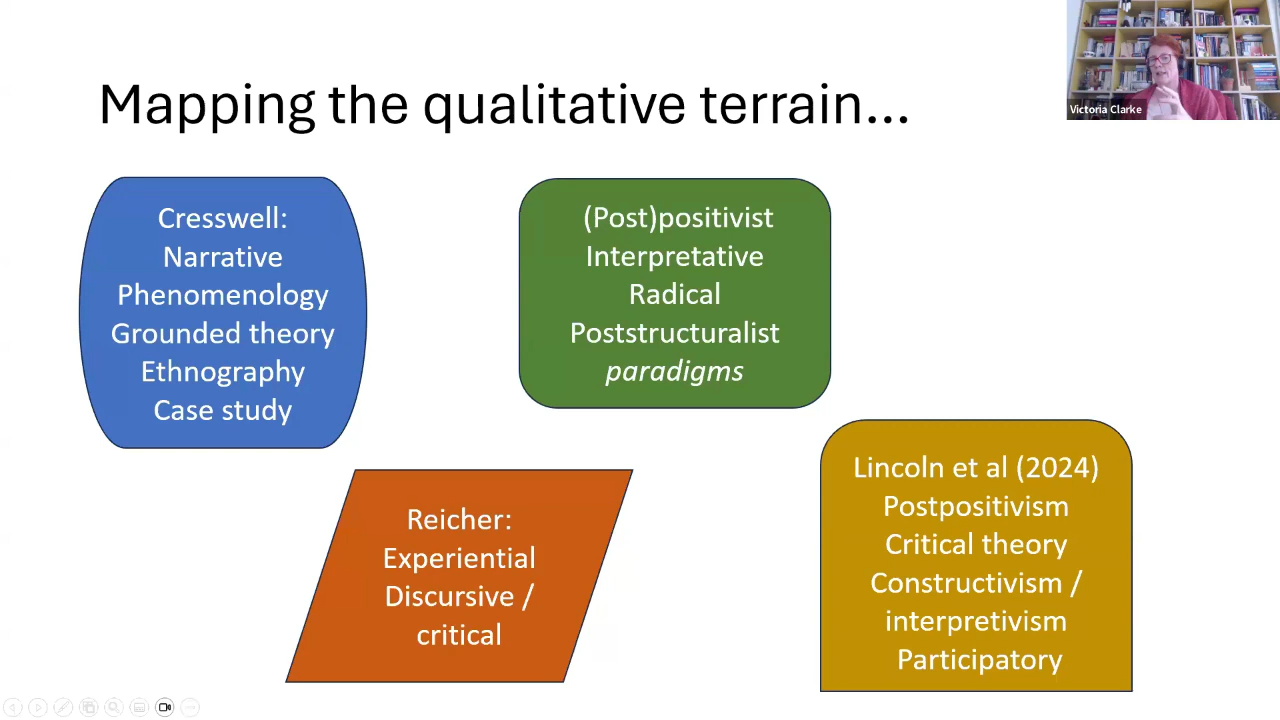 Mapping the qualitative terrain...
Victoria Clarke
Cresswell:
Narrative
Phenomenology
Grounded theory
Ethnography
Case study
(Post)positivist
Interpretative
Radical
Poststructuralist
paradigms
Reicher:
Experiential
Discursive /
critical
Lincoln et al (2024)
Postpositivism
Critical theory
Constructivism /
interpretivism
Participatory